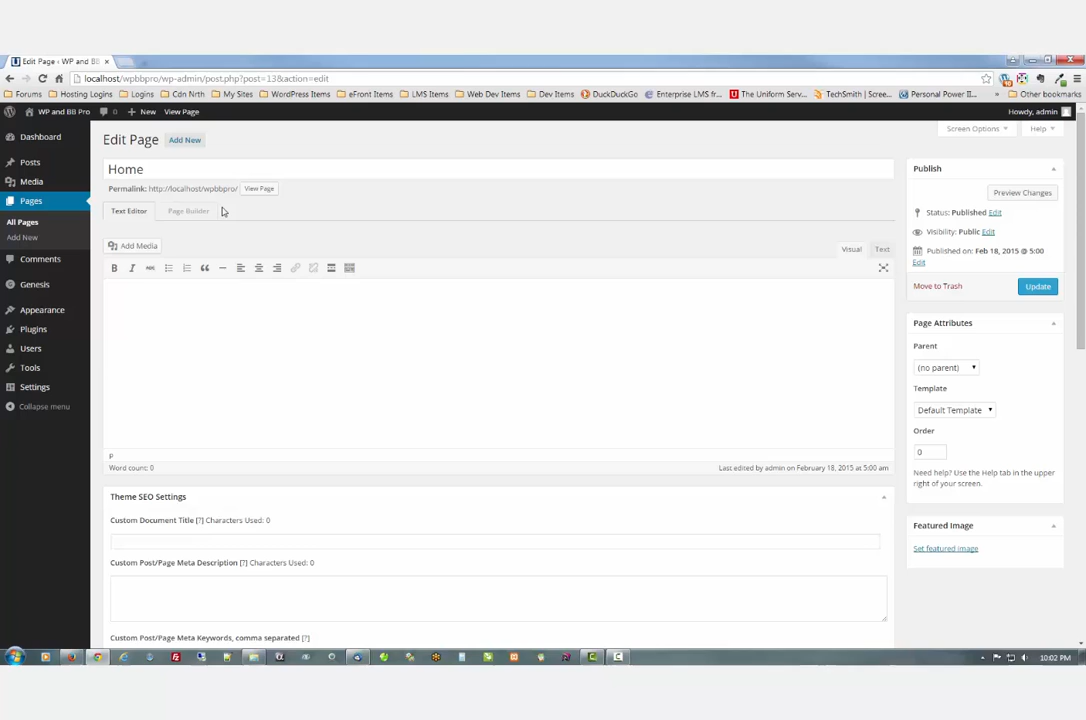 Edit Page ‹ WP and BB
localhost/wpbbpro/wp-admin/post.php?post=13&action=edit
Forums Hosting Logins Logins Cdn Nrth My Sites WordPress Items eFront Items LMS Items Web Dev Items Dev Items DuckDuckGo Enterprise LMS fr... The Uniform Serv... TechSmith | Scree... Personal Power II... » Other bookmarks
WP and BB Pro 0 New View Page Howdy, admin
Dashboard
Posts
Media
Pages
All Pages
Add New
Comments
Genesis
Appearance
Plugins
Users
Tools
Settings
Collapse menu
Screen Options Help
Edit Page Add New
Home
Permalink: http://localhost/wpbbpro/ View Page
Text Editor Page Builder
Add Media Visual Text
B I ABC
P
Word count: 0 Last edited by admin on February 18, 2015 at 5:00 am
Theme SEO Settings
Custom Document Title [?] Characters Used: 0
Custom Post/Page Meta Description [?] Characters Used: 0
Custom Post/Page Meta Keywords, comma separated [?]
Publish
Preview Changes
Status: Published Edit
Visibility: Public Edit
Published on: Feb 18, 2015 @ 5:00
Edit
Move to Trash Update
Page Attributes
Parent
(no parent)
Template
Default Template
Order
0
Need help? Use the Help tab in the upper
right of your screen.
Featured Image
Set featured image
10:02 PM